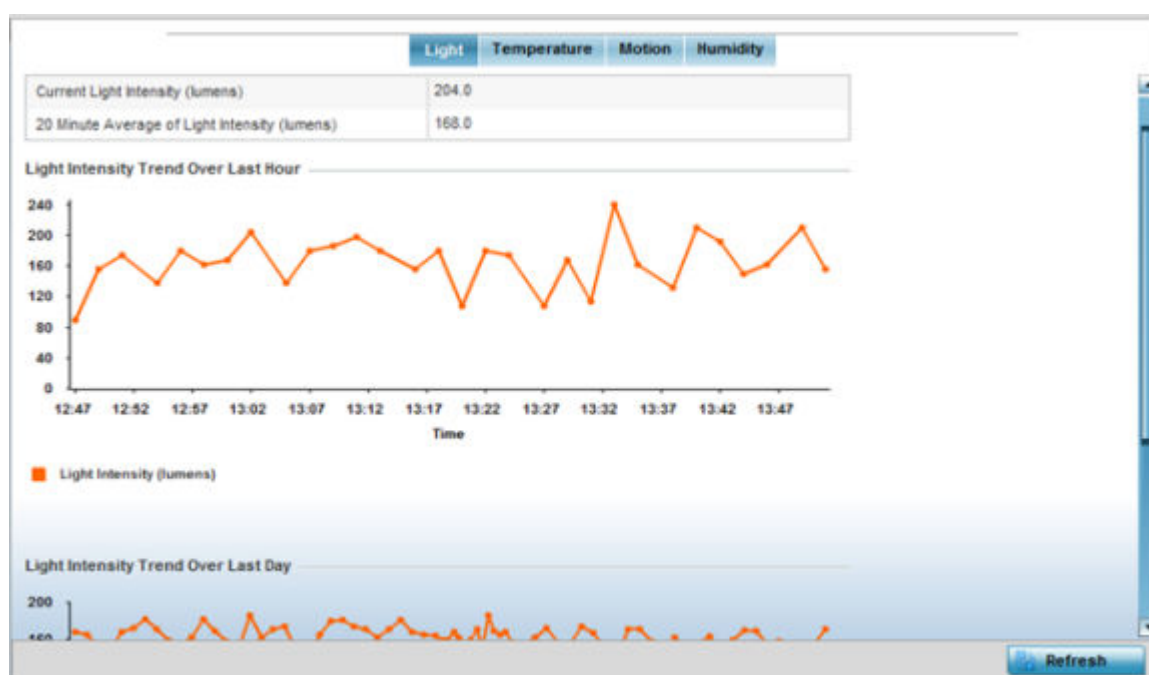 Light Temperature Motion Humidity
Current Light Intensity (lumens) 204.0
20 Minute Average of Light Intensity (lumens) 168.0
Light Intensity Trend Over Last Hour
240
200
160
120
80
40
0
12:47 12:52 12:57 13:02 13:07 13:12 13:17 13:22 13:27 13:32 13:37 13:42 13:47
Time
Light Intensity (lumens)
Light Intensity Trend Over Last Day
200
160
Refresh